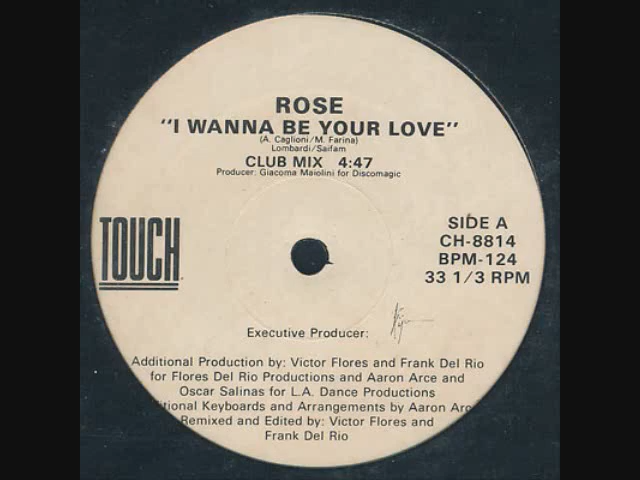 ROSE
"I WANNA BE YOUR LOVE"
(A. Caglioni/M. Farina)
Lombardi/Saifam
CLUB MIX 4:47
Producer: Giacoma Maiolini for Discomagic
TOUCH
SIDE A
CH-8814
BPM-124
33 1/3 RPM
Executive Producer:
Additional Production by: Victor Flores and Frank Del Rio
for Flores Del Rio Productions and Aaron Arce and
Oscar Salinas for L.A. Dance Productions
itional Keyboards and Arrangements by Aaron Arc
Remixed and Edited by: Victor Flores and
Frank Del Rio